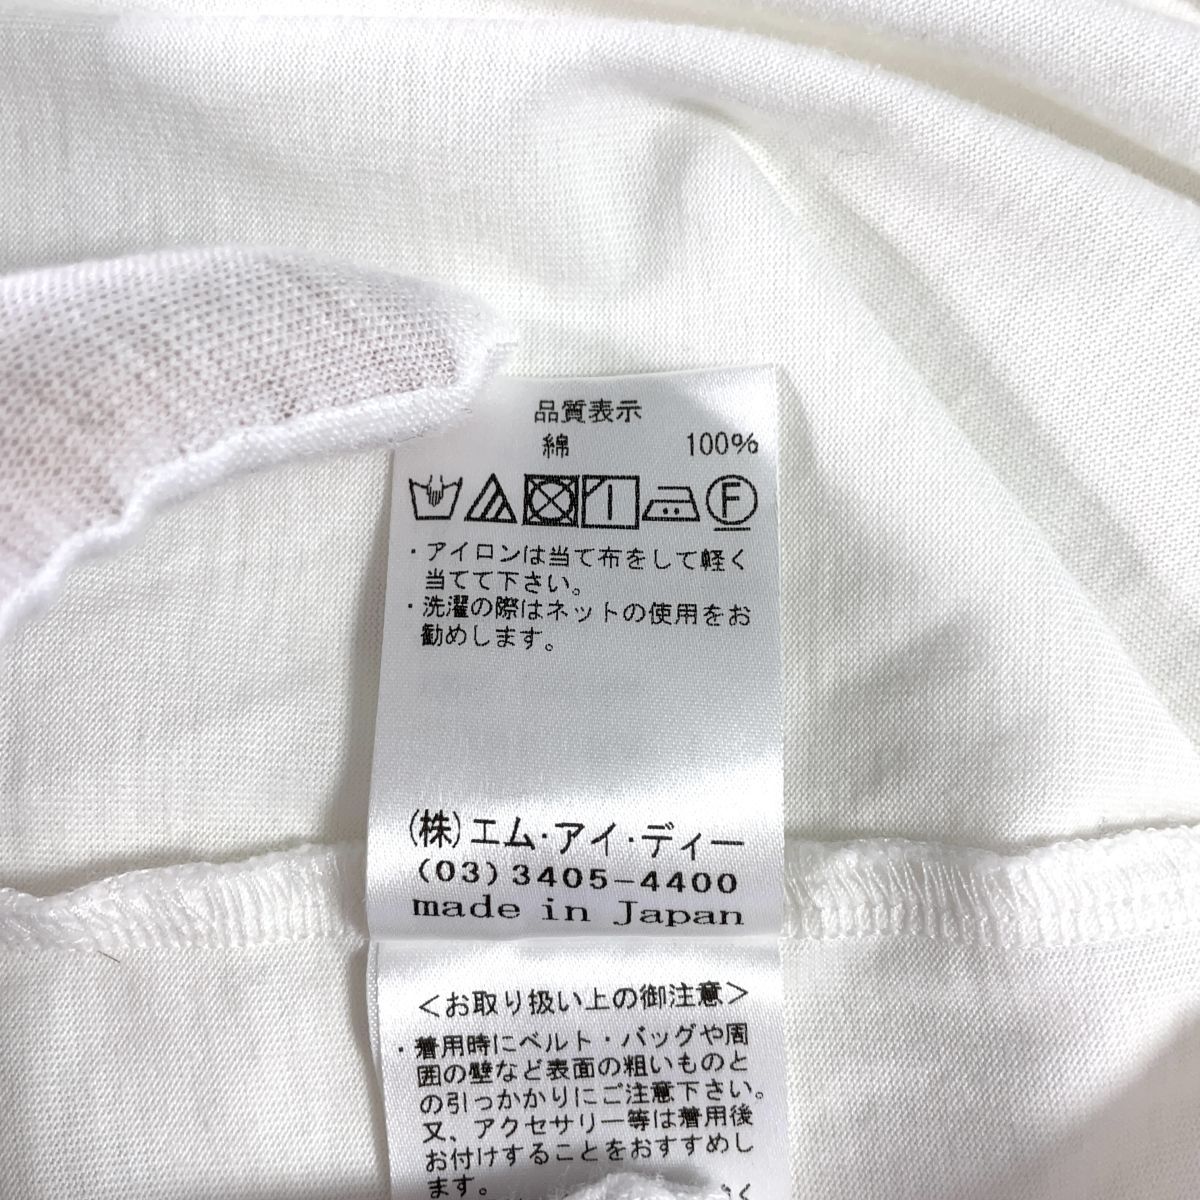 品質表示
綿 100%
F
・アイロンは当て布をして軽く
当てて下さい。
・洗濯の際はネットの使用をお
勧めします。
(株)エム・アイ・ディー
(03)3405-4400
made in Japan
<お取り扱い上の御注意>
・着用時にベルト・バッグや周
囲の壁など表面の粗いものと
の引っかかりにご注意下さい。
又、アクセサリー等は着用後
お付けすることをおすすめし
ます。
く